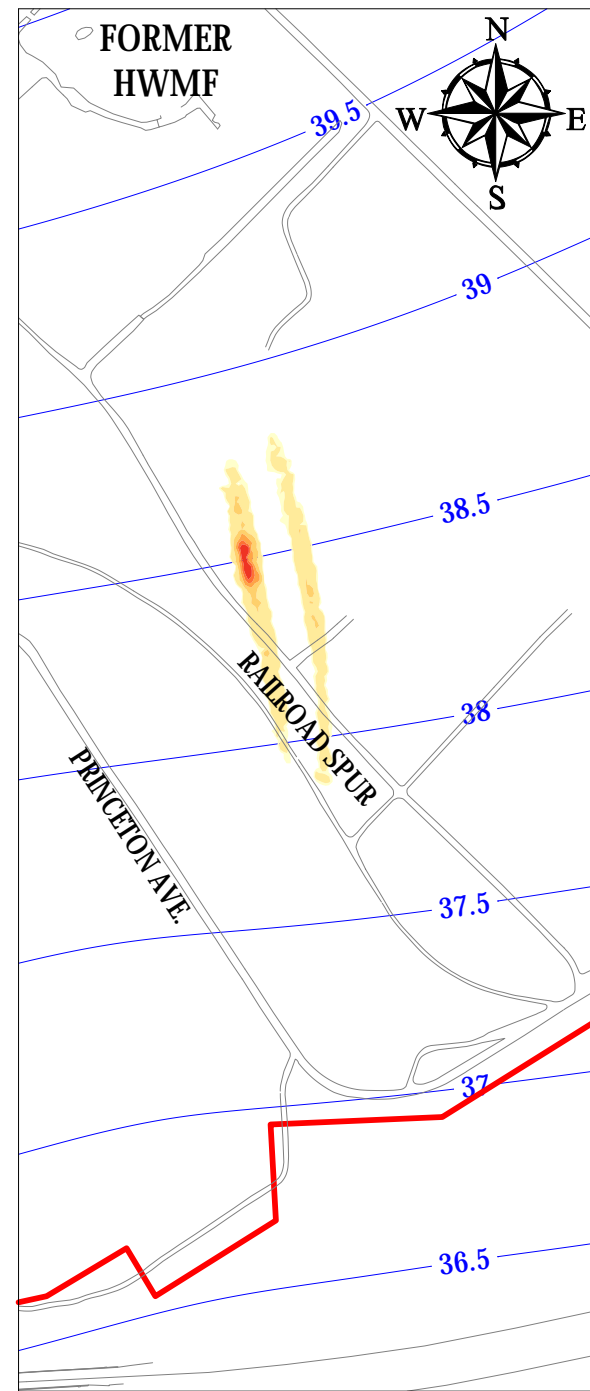 FORMER
HWMF
N
W
E
S
39.5
39
38.5
RAILROAD SPUR
38
PRINCETON AVE.
37.5
37
36.5